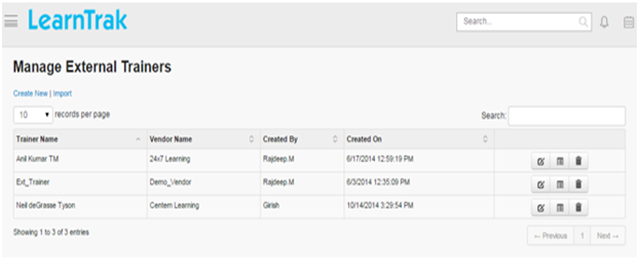 LearnTrak
Search...
Manage External Trainers
Create New | Import
10 records per page Search:
Trainer Name Vendor Name Created By Created On
Anil Kumar TM 24x7 Learning Rajdeep.M 6/17/2014 12:59:19 PM
Ext_Trainer Demo_Vendor Rajdeep.M 6/3/2014 12:35:09 PM
Neil deGrasse Tyson Centem Learning Girish 10/14/2014 3:29:54 PM
Showing 1 to 3 of 3 entries ← Previous 1 Next →